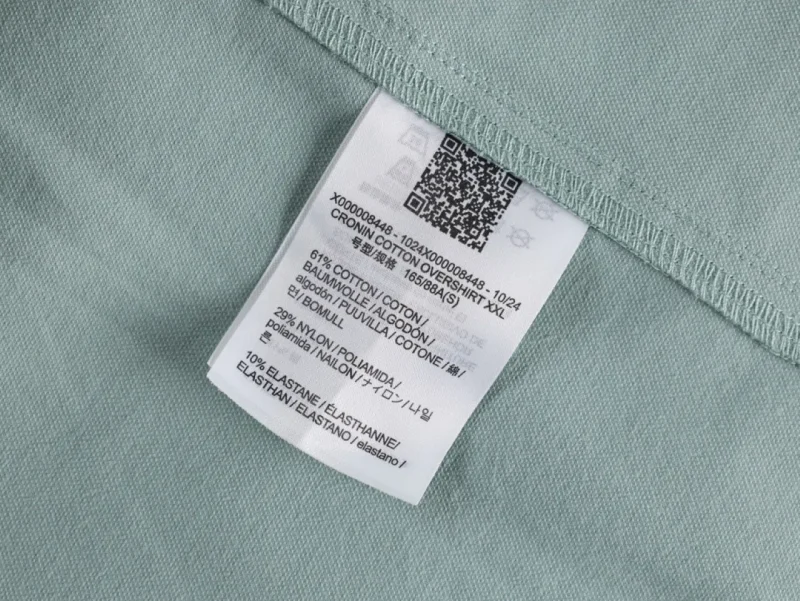 X000008448 - 1024X000008448 - 10/24
CRONIN COTTON OVERSHIRT XXL
号型/规格 165/88A(S)
61% COTTON / COTON /
BAUMWOLLE / ALGODÓN /
algodón / PUUVILLA / COTONE / 綿 /
면 / BOMULL
29% NYLON / POLIAMIDA /
poliamida / NAILON / ナイロン / 나일
론
10% ELASTANE / ÉLASTHANNE/
ELASTHAN / ELASTANO / elastano /